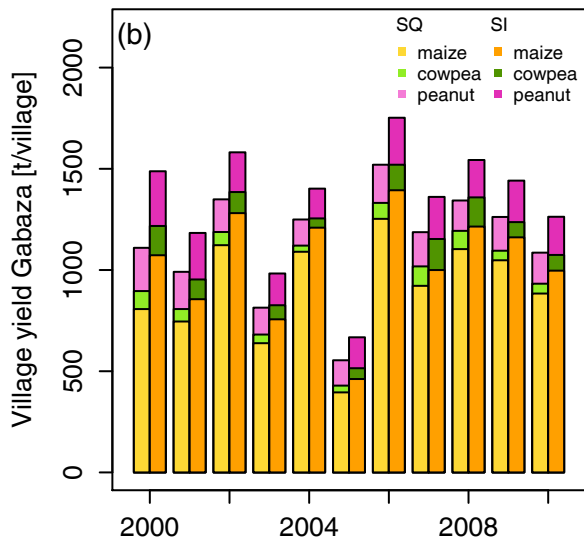 (b)
SQ SI
maize maize
cowpea cowpea
peanut peanut
Village yield Gabaza [t/village]
2000
1500
1000
500
0
2000 2004 2008